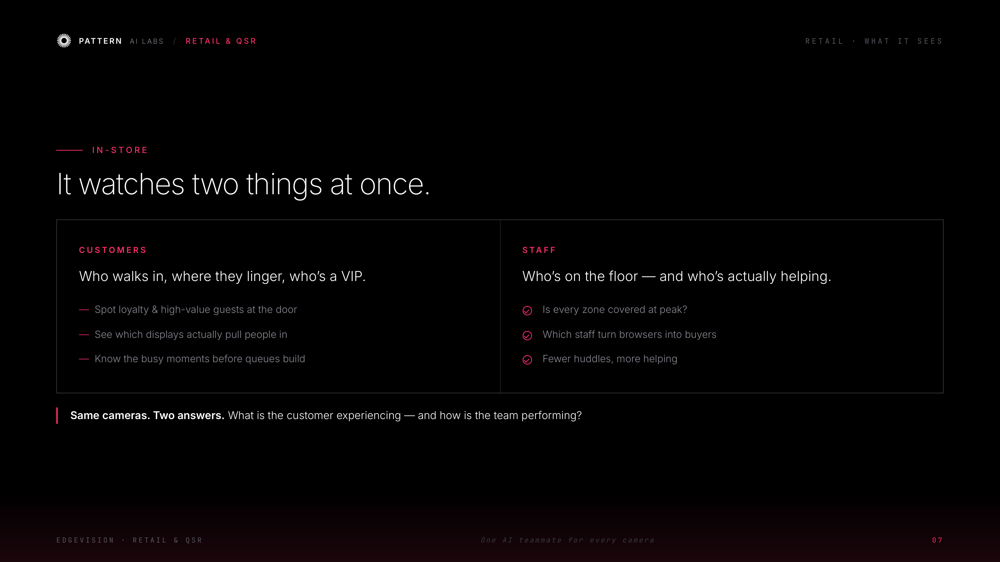 PATTERN AI LABS / RETAIL & QSR
RETAIL · WHAT IT SEES
IN-STORE
It watches two things at once.
CUSTOMERS
Who walks in, where they linger, who’s a VIP.
— Spot loyalty & high-value guests at the door
— See which displays actually pull people in
— Know the busy moments before queues build
STAFF
Who’s on the floor — and who’s actually helping.
Is every zone covered at peak?
Which staff turn browsers into buyers
Fewer huddles, more helping
Same cameras. Two answers. What is the customer experiencing — and how is the team performing?
EDGEVISION · RETAIL & QSR
One AI teammate for every camera
07